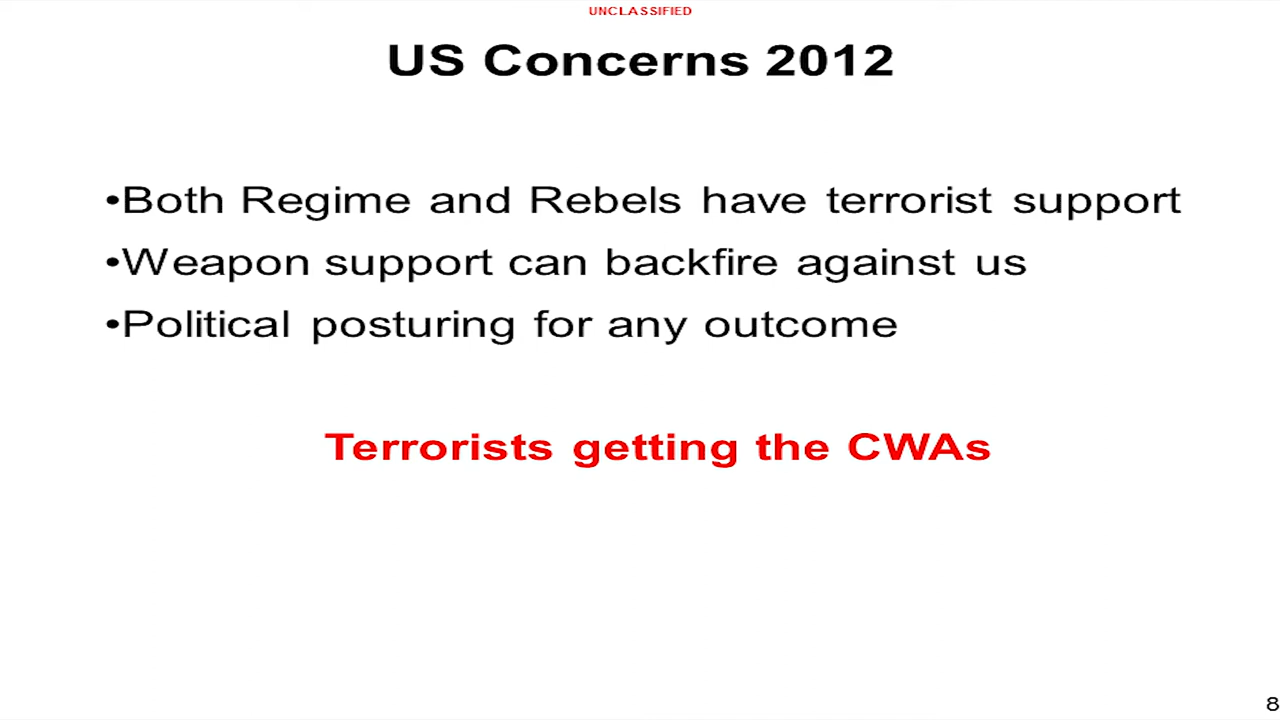 UNCLASSIFIED
US Concerns 2012
•Both Regime and Rebels have terrorist support
•Weapon support can backfire against us
•Political posturing for any outcome
Terrorists getting the CWAs
8